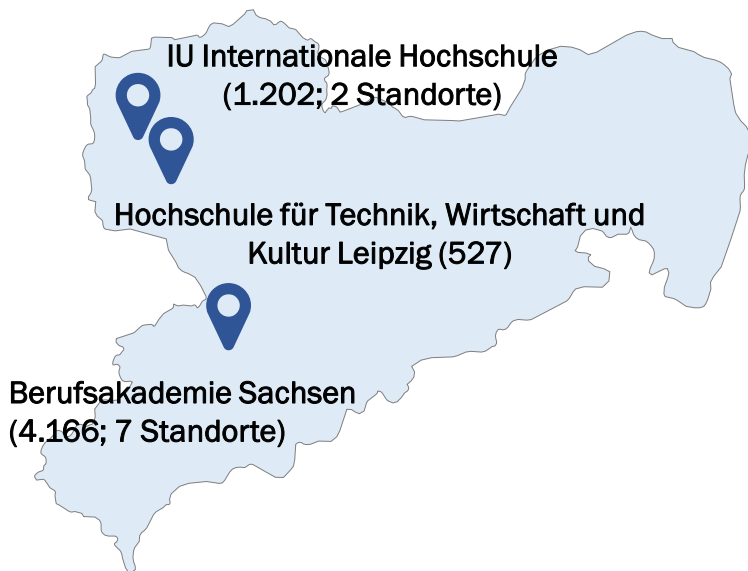 IU Internationale Hochschule
(1.202; 2 Standorte)
Hochschule für Technik, Wirtschaft und
Kultur Leipzig (527)
Berufsakademie Sachsen
(4.166; 7 Standorte)